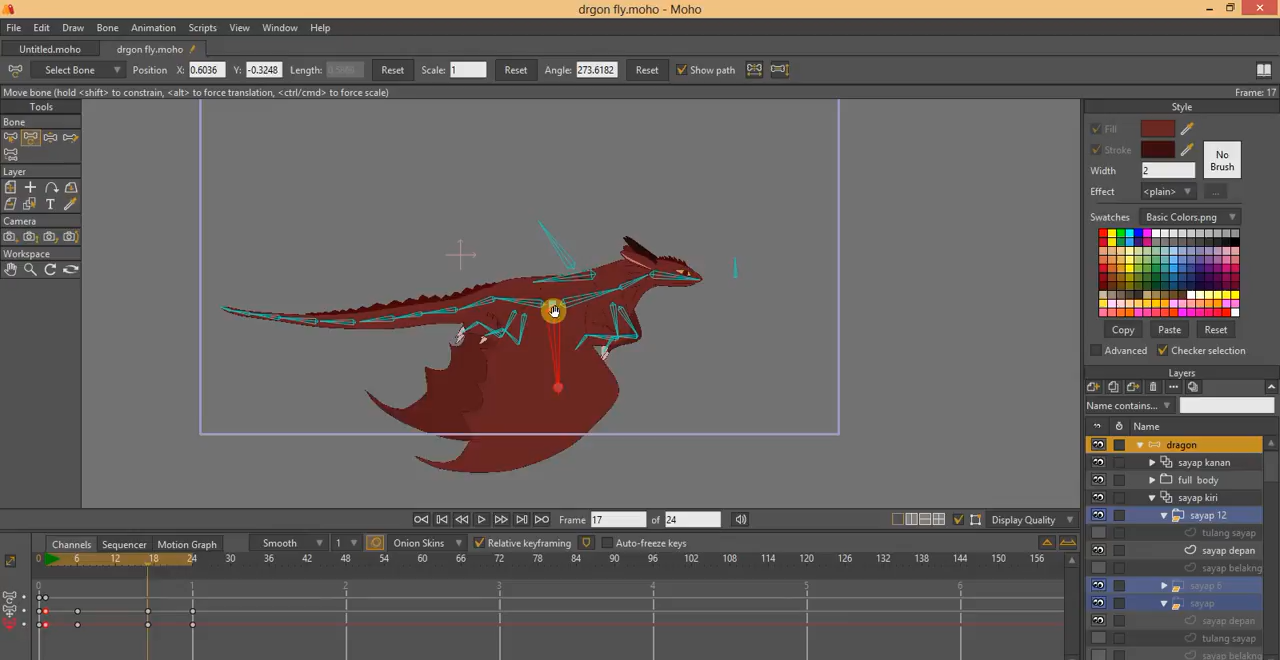 drgon fly.moho - Moho
File Edit Draw Bone Animation Scripts View Window Help
Untitled.moho drgon fly.moho
Select Bone Position X: 0.6036 Y: -0.3248 Length: Reset Scale: 1 Reset Angle: 273.6182 Reset Show path
Move bone (hold <shift> to constrain, <alt> to force translation, <ctrl/cmd> to force scale) Frame: 17
Tools Style
Bone
Fill
Stroke
No Brush
Layer
Width 2
Effect <plain> ...
Camera
Swatches Basic Colors.png
Workspace
Copy Paste Reset
Advanced Checker selection
Layers
Name contains...
Name
dragon
sayap kanan
full body
sayap kiri
sayap 12
tulang sayap
sayap depan
sayap belakng
sayap 6
sayap
sayap depan
tulang sayap
sayap belakng
Frame 17 of 24 Display Quality
Channels Sequencer Motion Graph Smooth 1 Onion Skins Relative keyframing Auto-freeze keys
0 6 12 18 24 30 36 42 48 54 60 66 72 78 84 90 96 102 108 114 120 126 132 138 144 150 156
0 1 2 3 4 5 6